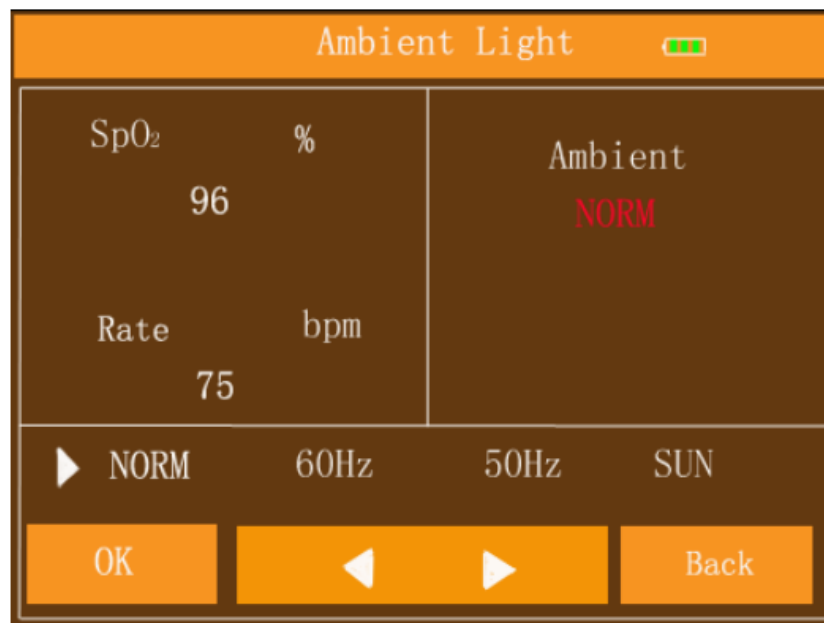 Ambient Light
SpO₂ %
96
Rate bpm
75
Ambient
NORM
NORM 60Hz 50Hz SUN
OK Back